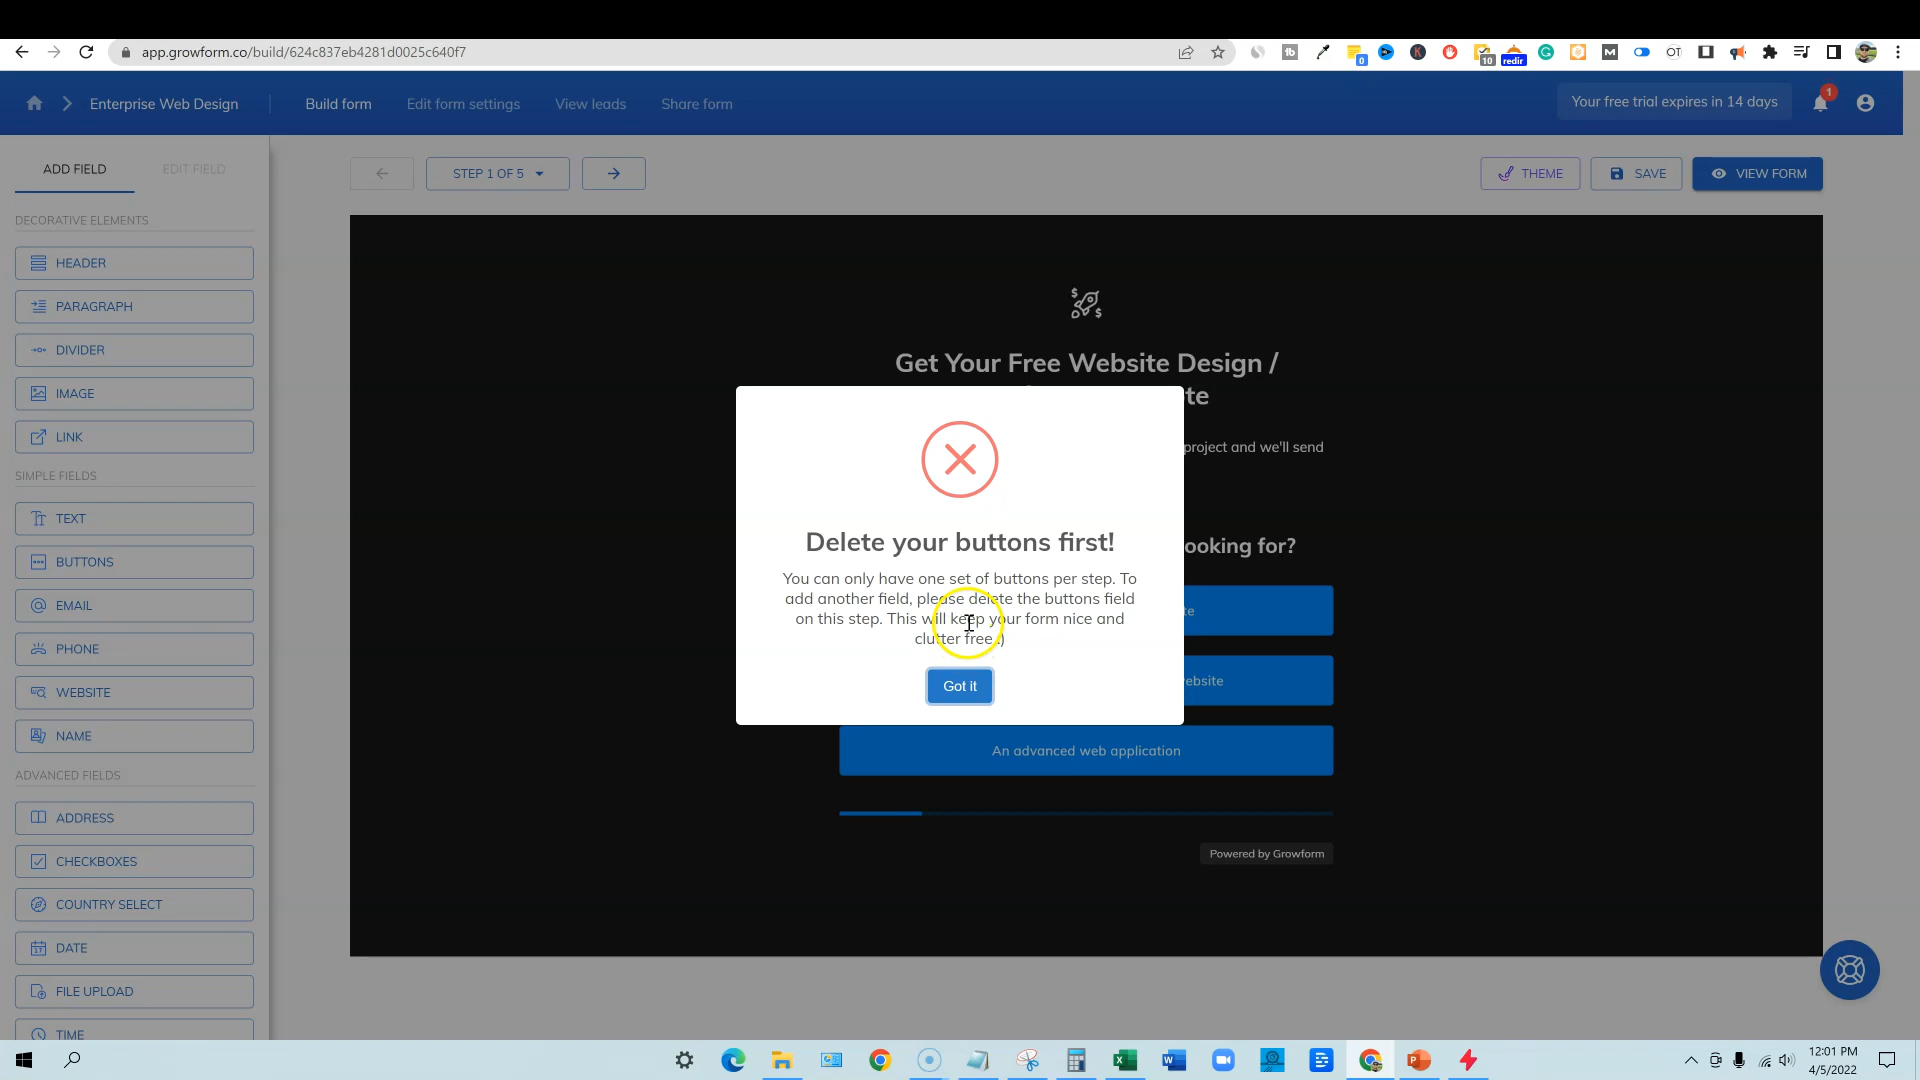 app.growform.co/build/624c837eb4281d0025c640f7
0
10
redir
Enterprise Web Design
Build form
Edit form settings
View leads
Share form
Your free trial expires in 14 days
1
ADD FIELD
EDIT FIELD
STEP 1 OF 5
THEME
SAVE
VIEW FORM
DECORATIVE ELEMENTS
HEADER
PARAGRAPH
DIVIDER
IMAGE
LINK
SIMPLE FIELDS
TEXT
BUTTONS
EMAIL
PHONE
WEBSITE
NAME
ADVANCED FIELDS
ADDRESS
CHECKBOXES
COUNTRY SELECT
DATE
FILE UPLOAD
TIME
Get Your Free Website Design /
te
project and we'll send
ooking for?
te
ebsite
An advanced web application
Powered by Growform
Delete your buttons first!
You can only have one set of buttons per step. To
add another field, please delete the buttons field
on this step. This will keep your form nice and
clutter free :)
Got it
12:01 PM
4/5/2022